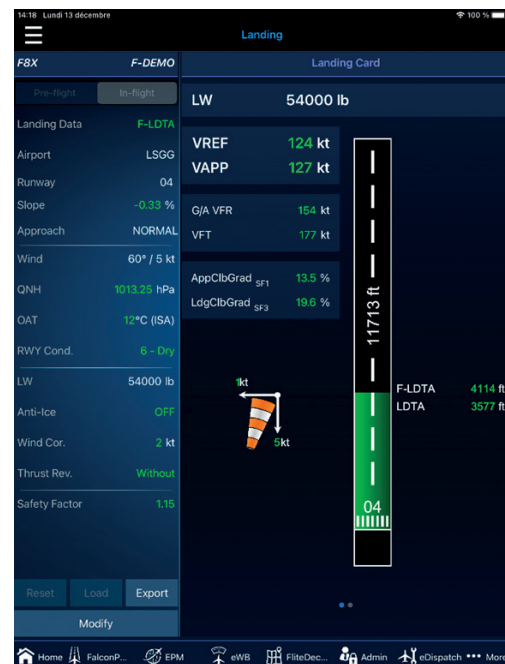 14:18 Lundi 13 décembre 100 %
Landing
F8X F-DEMO Landing Card
Pre-flight In-flight
Landing Data F-LDTA
Airport LSGG
Runway 04
Slope -0.33 %
Approach NORMAL
Wind 60° / 5 kt
QNH 1013.25 hPa
OAT 12°C (ISA)
RWY Cond. 6 - Dry
LW 54000 lb
Anti-Ice OFF
Wind Cor. 2 kt
Thrust Rev. Without
Safety Factor 1.15
Reset Load Export
Modify
LW 54000 lb
VREF 124 kt
VAPP 127 kt
G/A VFR 154 kt
VFT 177 kt
AppClbGrad SF1 13.5 %
LdgClbGrad SF3 19.6 %
1kt
5kt
11713 ft
04
F-LDTA 4114 ft
LDTA 3577 ft
Home FalconP... EPM eWB FliteDec... Admin eDispatch More